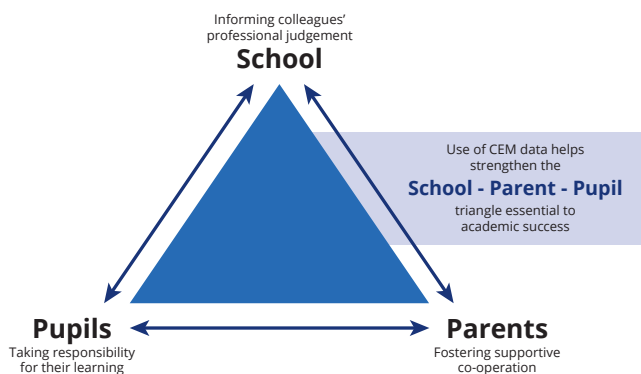 Informing colleagues’
professional judgement
School
Use of CEM data helps
strengthen the
School - Parent - Pupil
triangle essential to
academic success
Pupils
Taking responsibility
for their learning
Parents
Fostering supportive
co-operation